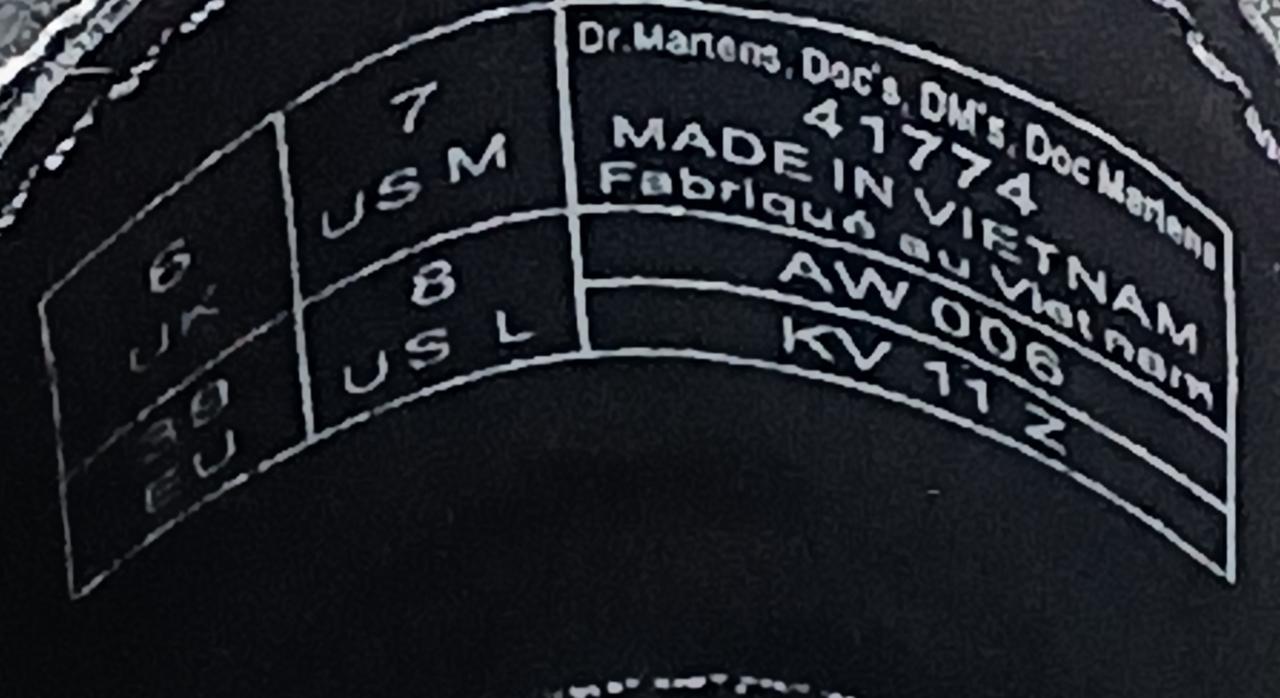 6
UK
39
EU
7
US M
8
US L
Dr.Martens, Doc's, DM's, Doc Martens
41774
MADE IN VIETNAM
Fabriqué au Viet nam
AW 006
KV 11 Z